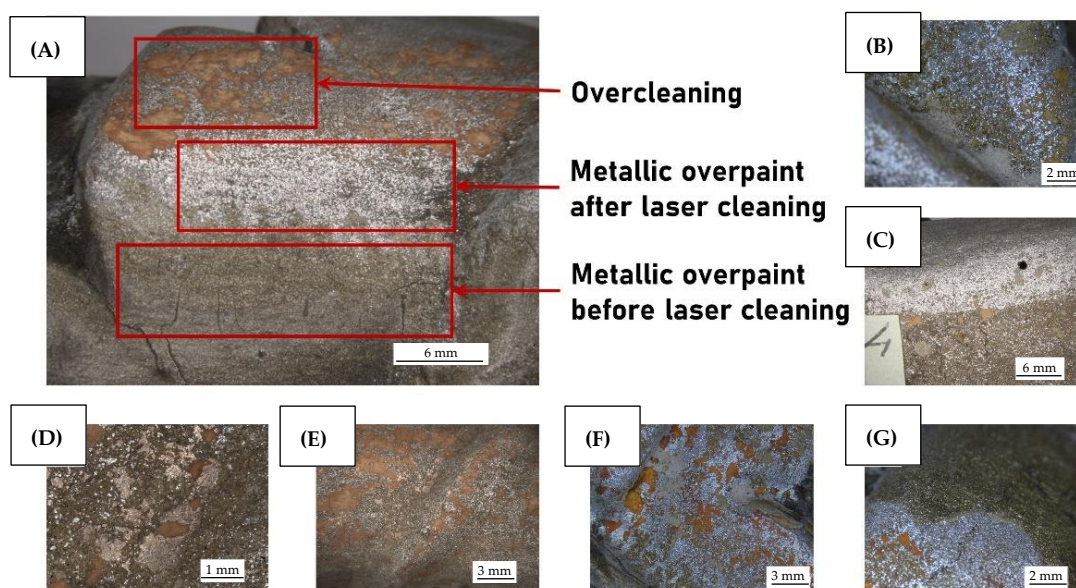 (A)
Overcleaning
Metallic overpaint
after laser cleaning
Metallic overpaint
before laser cleaning
6 mm
(B)
2 mm
(C)
4
6 mm
(D)
1 mm
(E)
3 mm
(F)
3 mm
(G)
2 mm